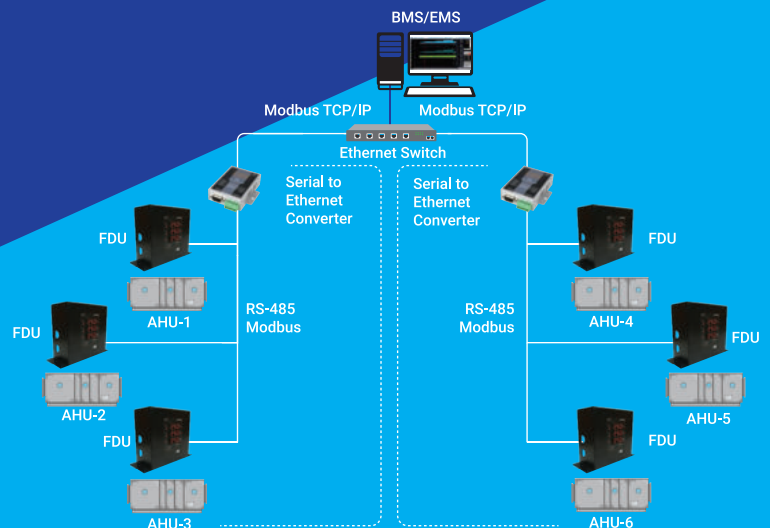 BMS/EMS
Modbus TCP/IP
Modbus TCP/IP
Ethernet Switch
Serial to
Ethernet
Converter
Serial to
Ethernet
Converter
FDU
FDU
AHU-1
AHU-4
RS-485
Modbus
RS-485
Modbus
FDU
FDU
AHU-2
AHU-5
FDU
FDU
AHU-3
AHU-6